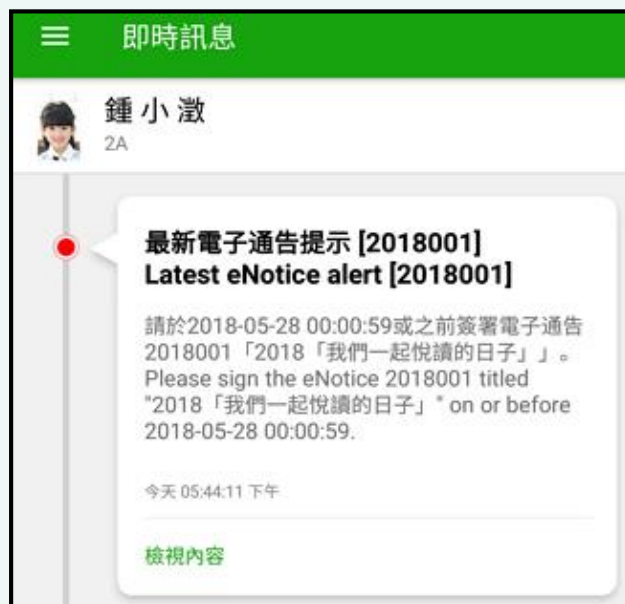 即時訊息
鍾小澂
2A
最新電子通告提示 [2018001]
Latest eNotice alert [2018001]
請於2018-05-28 00:00:59或之前簽署電子通告
2018001「2018「我們一起悅讀的日子」」。
Please sign the eNotice 2018001 titled
"2018「我們一起悅讀的日子」" on or before
2018-05-28 00:00:59.
今天 05:44:11 下午
檢視內容